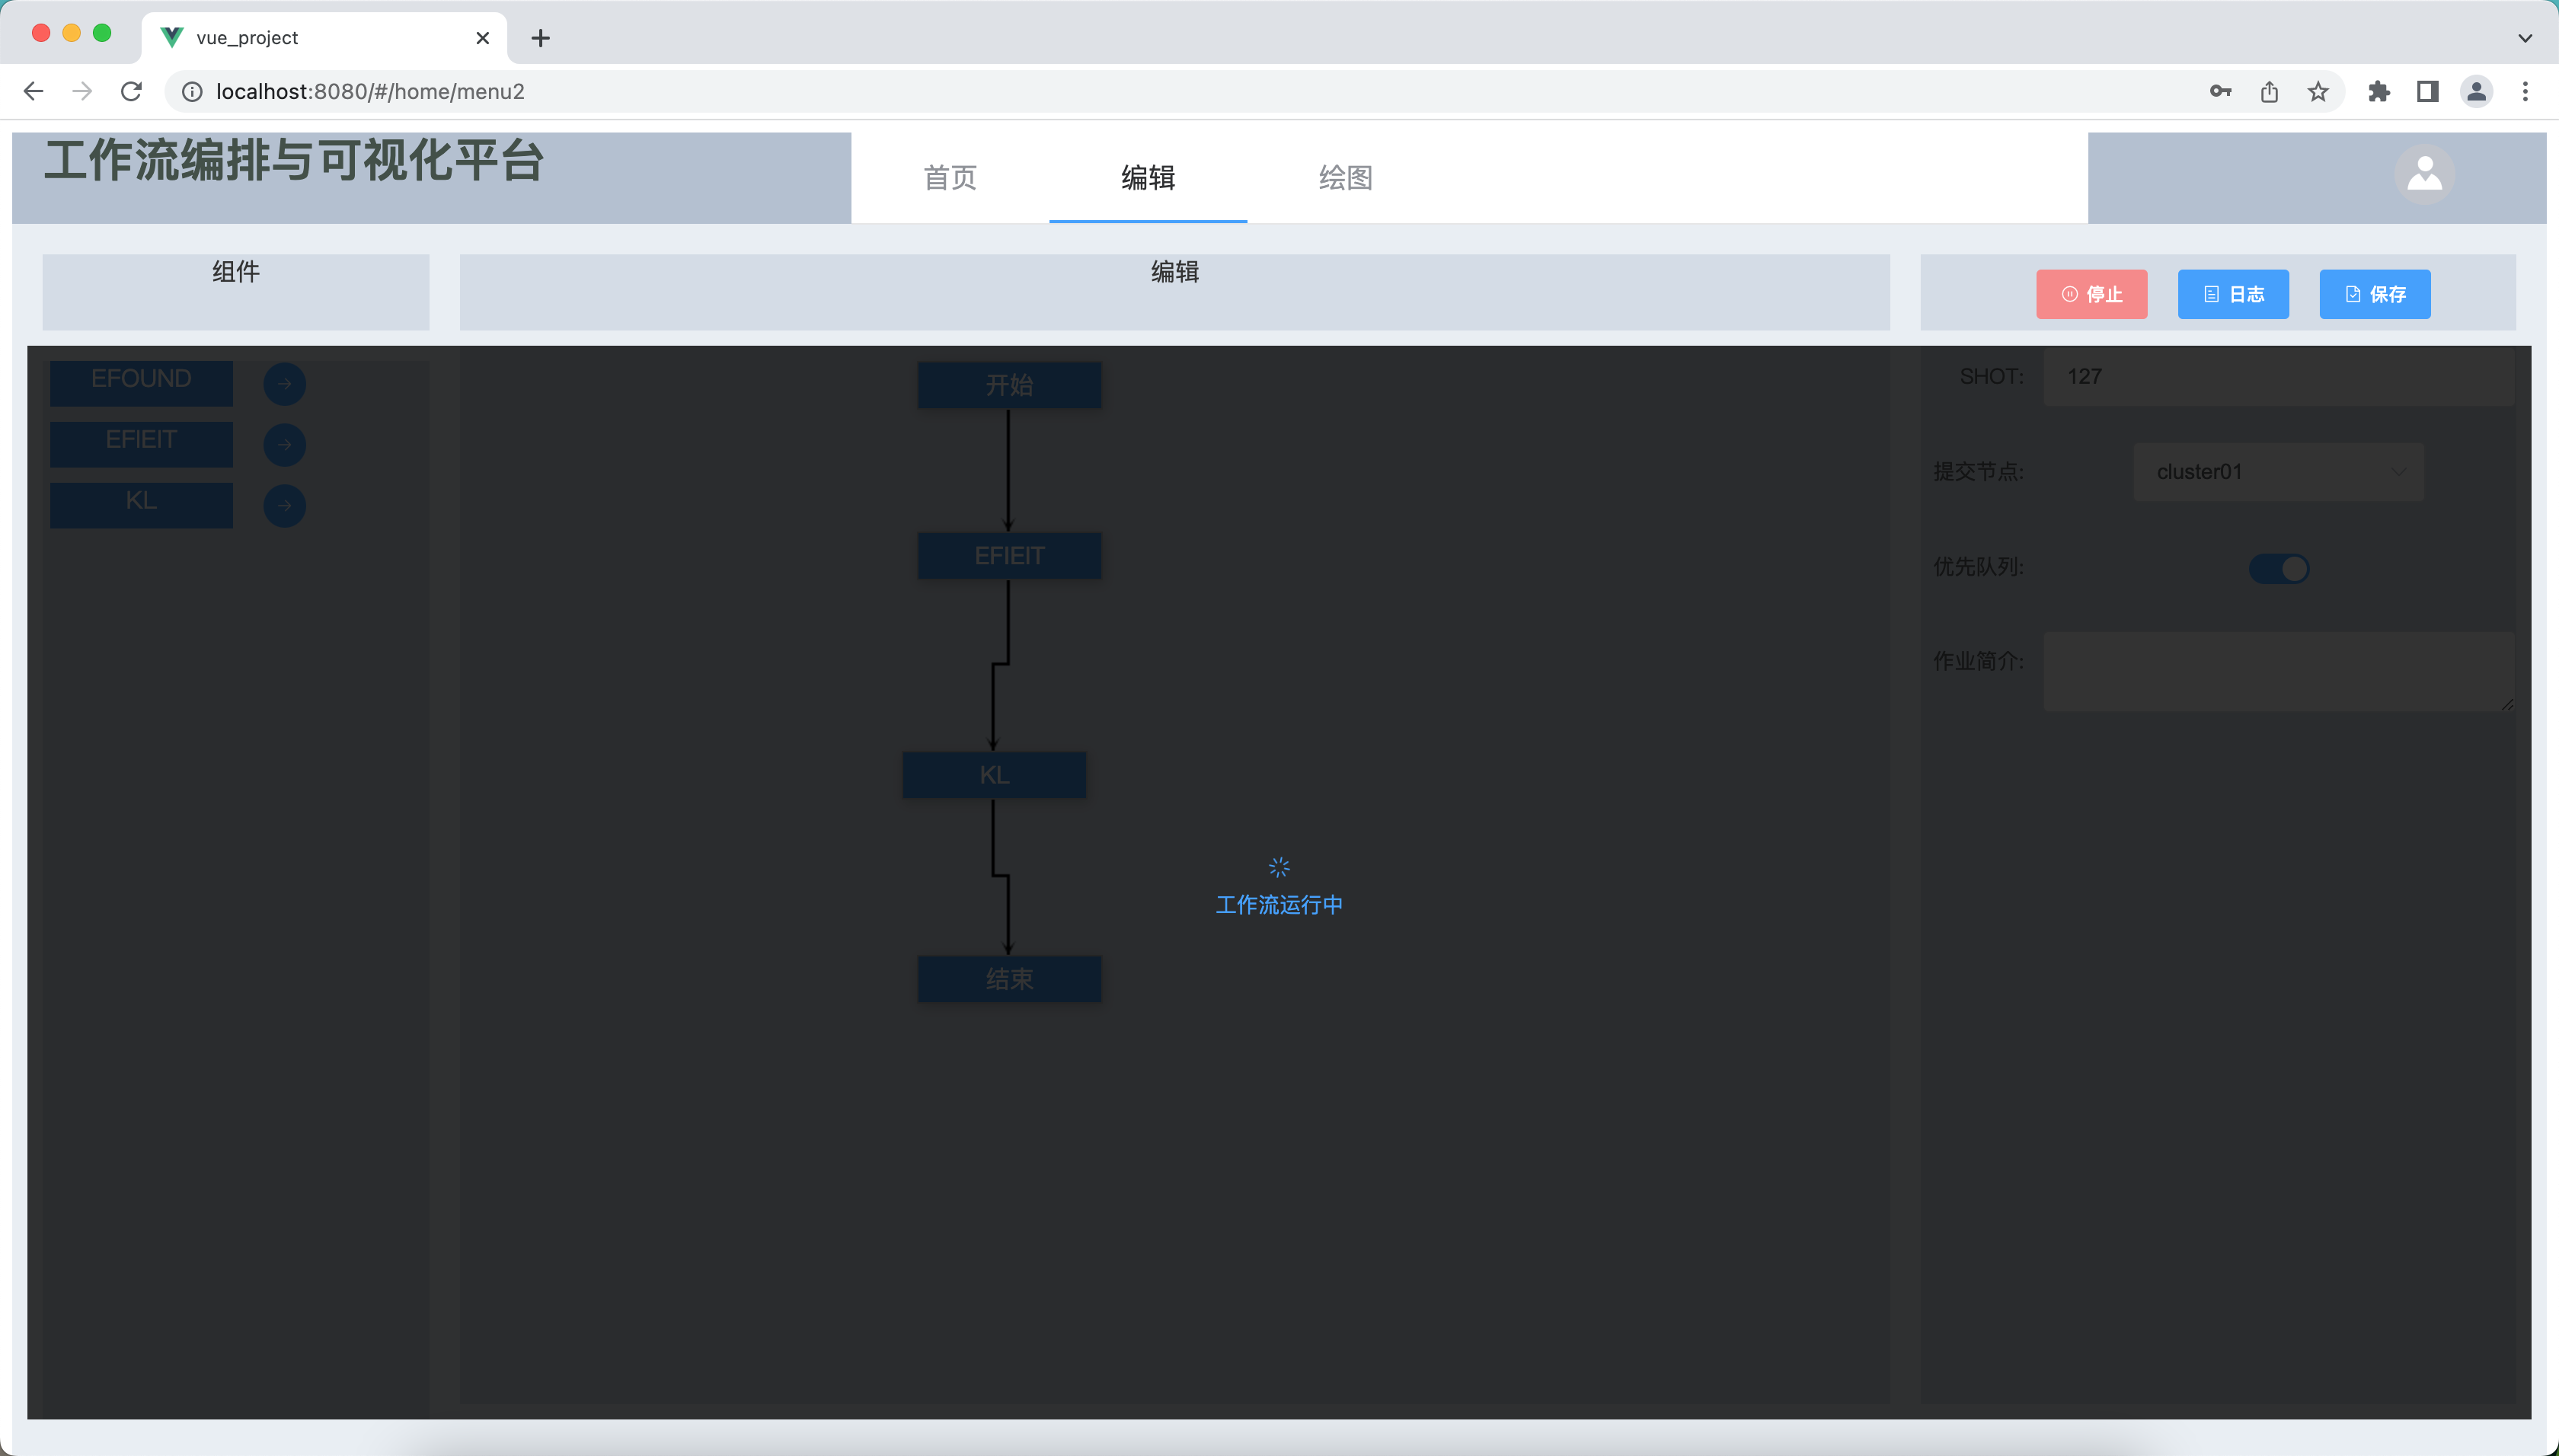 vue_project
localhost:8080/#/home/menu2
工作流编排与可视化平台
首页
编辑
绘图
组件
编辑
停止
日志
保存
EFOUND
EFIEIT
KL
开始
EFIEIT
KL
结束
工作流运行中
SHOT: 127
提交节点: cluster01
优先队列:
作业简介: